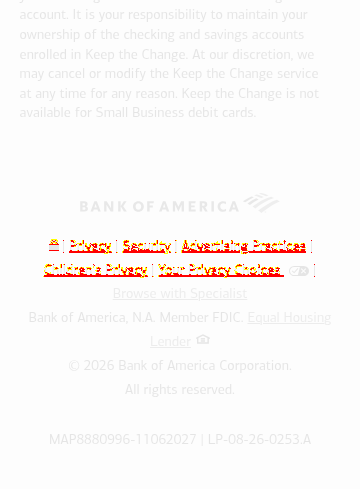 account. It is your responsibility to maintain your
ownership of the checking and savings accounts
enrolled in Keep the Change. At our discretion, we
may cancel or modify the Keep the Change service
at any time for any reason. Keep the Change is not
available for Small Business debit cards.
BANK OF AMERICA
| Privacy | Security | Advertising Practices |
Children's Privacy | Your Privacy Choices |
Browse with Specialist
Bank of America, N.A. Member FDIC. Equal Housing
Lender
© 2026 Bank of America Corporation.
All rights reserved.
MAP8880996-11062027 | LP-08-26-0253.A